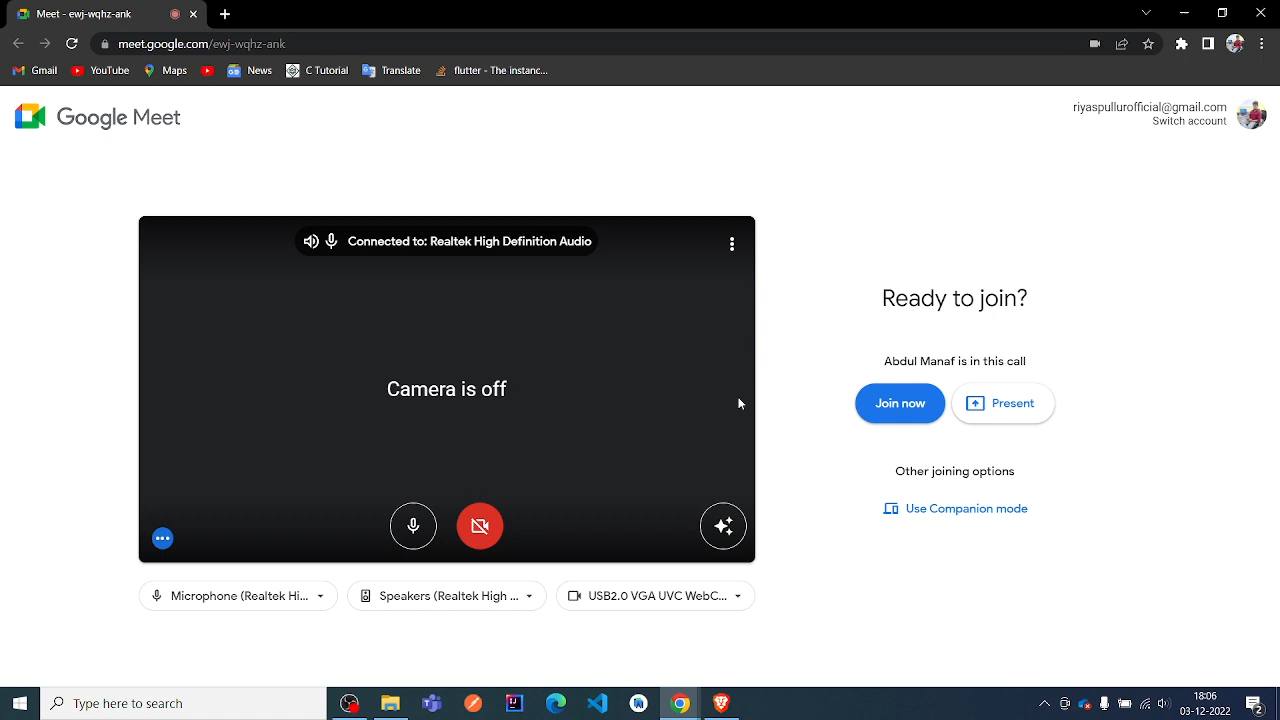 Meet - ewj-wqhz-ank
meet.google.com/ewj-wqhz-ank
Gmail YouTube Maps News C Tutorial Translate flutter - The instanc...
Google Meet
riyaspullurofficial@gmail.com
Switch account
Connected to: Realtek High Definition Audio
Camera is off
Ready to join?
Abdul Manaf is in this call
Join now Present
Other joining options
Use Companion mode
Microphone (Realtek Hi... Speakers (Realtek High ... USB2.0 VGA UVC WebC...
Type here to search
18:06
03-12-2022
2